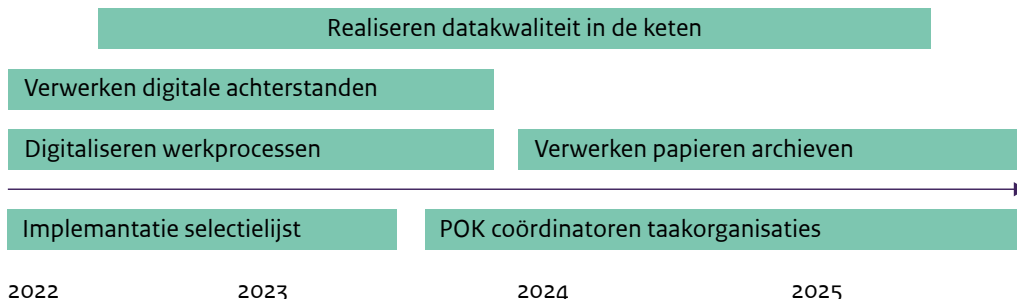 Realiseren datakwaliteit in de keten
Verwerken digitale achterstanden
Digitaliseren werkprocessen
Verwerken papieren archieven
Implemantatie selectielijst
POK coördinatoren taakorganisaties
2022 2023 2024 2025